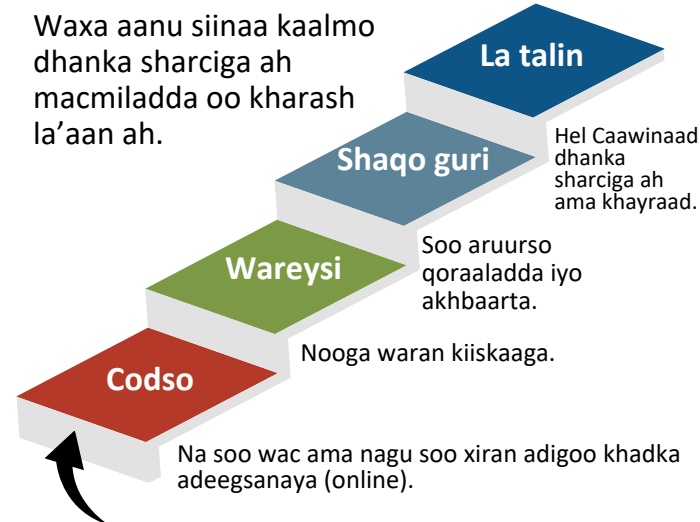 Waxa aanu siinaa kaalmo
dhanka sharciga ah
macmiladda oo kharash
la’aan ah.
La talin
Hel Caawinaad
dhanka
sharciga ah
ama khayraad.
Shaqo guri
Soo aruurso
qoraaladda iyo
akhbaarta.
Wareysi
Nooga waran kiiskaaga.
Codso
Na soo wac ama nagu soo xiran adigoo khadka
adeegsanaya (online).